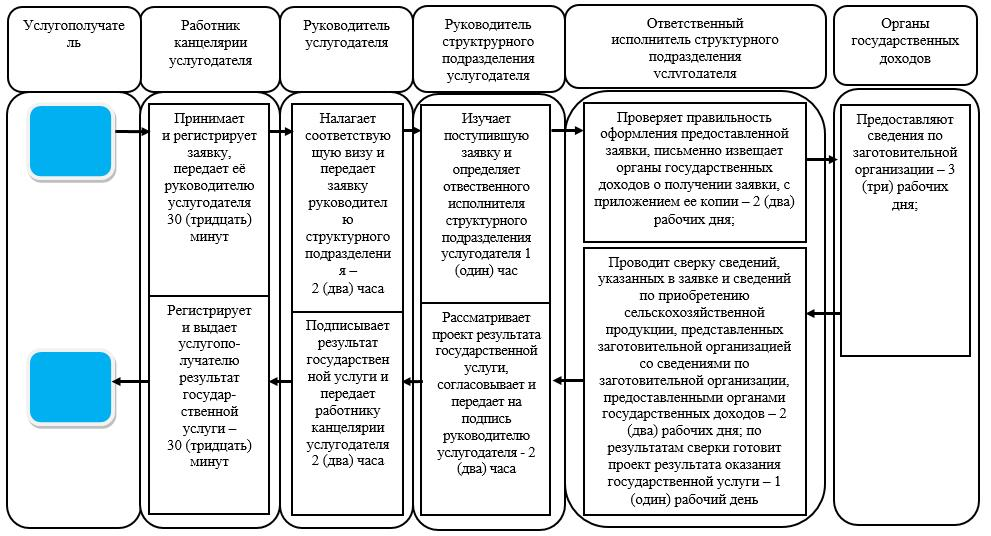 Услугополучате
ль
Работник
канцелярии
услугодателя
Руководитель
услугодателя
Руководитель
структрурного
подразделения
услугодателя
Ответственный
исполнитель структурного
подразделения
услугодателя
Органы
государственных
доходов
Принимает
и регистрирует
заявку,
передает её
руководителю
услугодателя
30 (тридцать)
минут
Налагает
соответствую
щую визу и
передает
заявку
руководител
ю
структурного
подразделени
я –
2 (два) часа
Изучает
поступившую
заявку и
определяет
отвественного
исполнителя
структурного
подразделения
услугодателя 1
(один) час
Проверяет правильность
оформления предоставленной
заявки, письменно извещает
органы государственных
доходов о получении заявки, с
приложением ее копии – 2 (два)
рабочих дня;
Предоставляют
сведения по
заготовительной
организации – 3
(три) рабочих
дня;
Проводит сверку сведений,
указанных в заявке и сведений
по приобретению
сельскохозяйственной
продукции, представленных
заготовительной организацией
со сведениями по
заготовительной организации,
предоставленными органами
государственных доходов – 2
(два) рабочих дня; по
результатам сверки готовит
проект результата оказания
государственной услуги – 1
(один) рабочий день
Рассматривает
проект результата
государственной
услуги,
согласовывает и
передает на
подпись
руководителю
услугодателя - 2
(два) часа
Подписывает
результат
государствен
ной услуги и
передает
работнику
канцелярии
услугодателя
2 (два) часа
Регистрирует
и выдает
услугопо-
лучателю
результат
государ-
ственной
услуги –
30 (тридцать)
минут